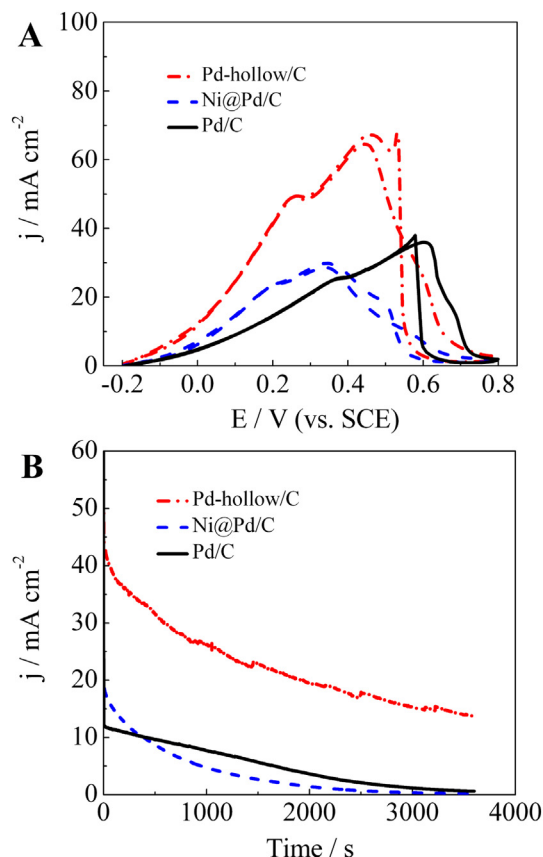 A
Pd-hollow/C
Ni@Pd/C
Pd/C
j / mA cm⁻²
100
80
60
40
20
0
-0.2 0.0 0.2 0.4 0.6 0.8
E / V (vs. SCE)
B
Pd-hollow/C
Ni@Pd/C
Pd/C
j / mA cm⁻²
60
50
40
30
20
10
0
0 1000 2000 3000 4000
Time / s